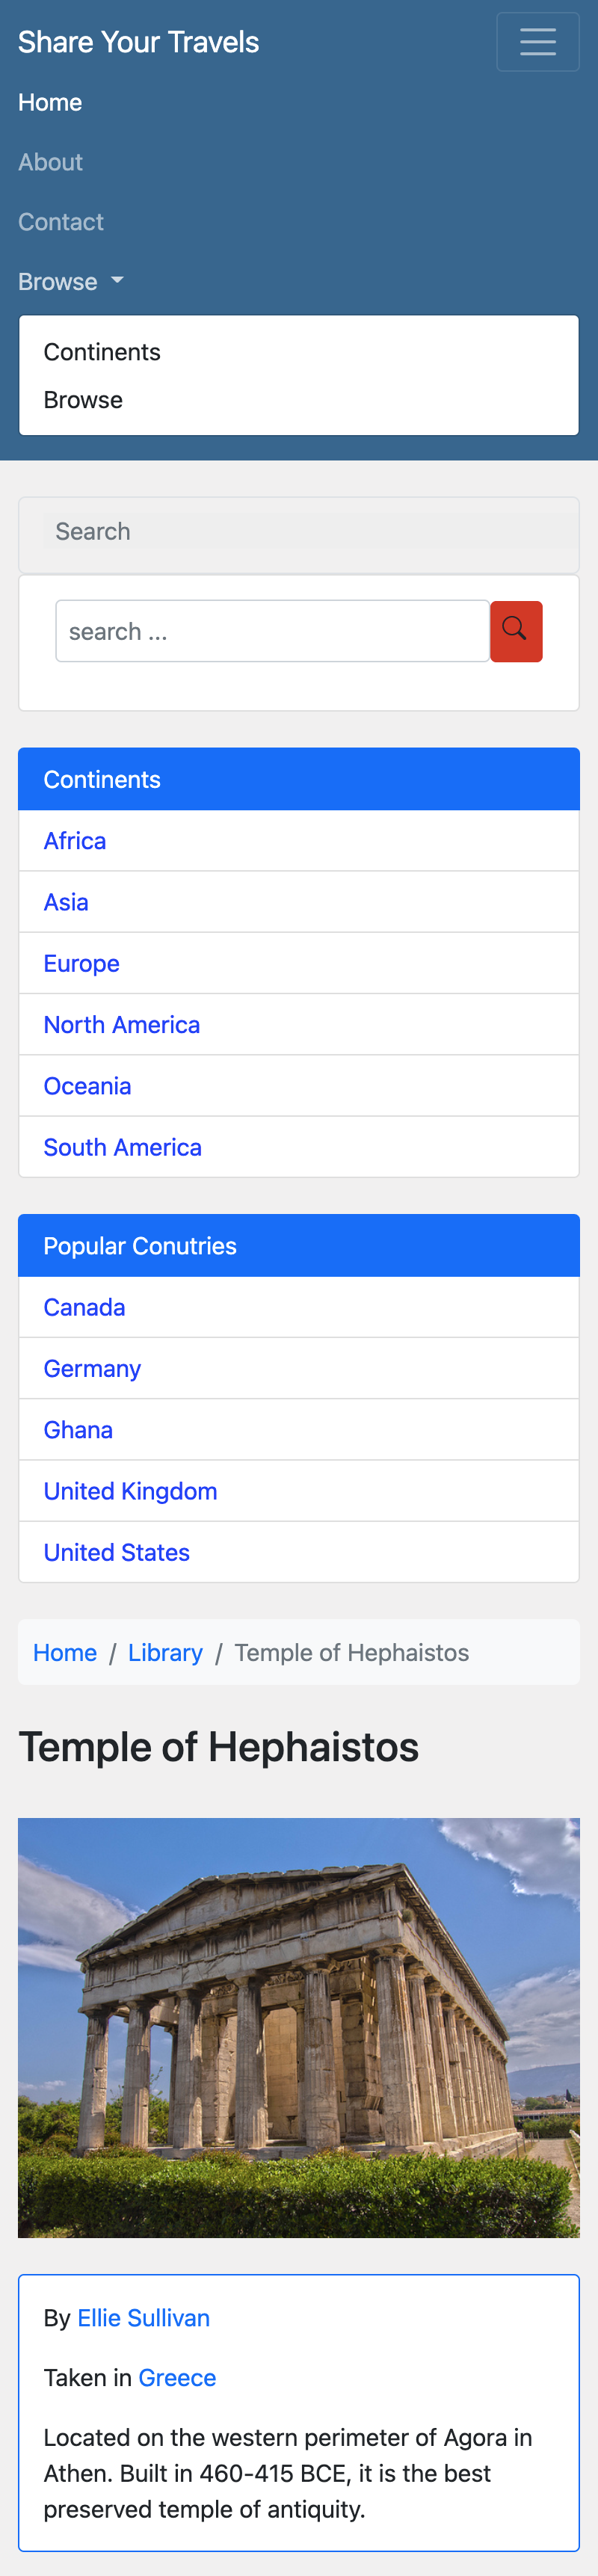 Share Your Travels
Home
About
Contact
Browse
Continents
Browse
Search
search ...
Continents
Africa
Asia
Europe
North America
Oceania
South America
Popular Conutries
Canada
Germany
Ghana
United Kingdom
United States
Home / Library / Temple of Hephaistos
Temple of Hephaistos
By Ellie Sullivan
Taken in Greece
Located on the western perimeter of Agora in
Athen. Built in 460-415 BCE, it is the best
preserved temple of antiquity.